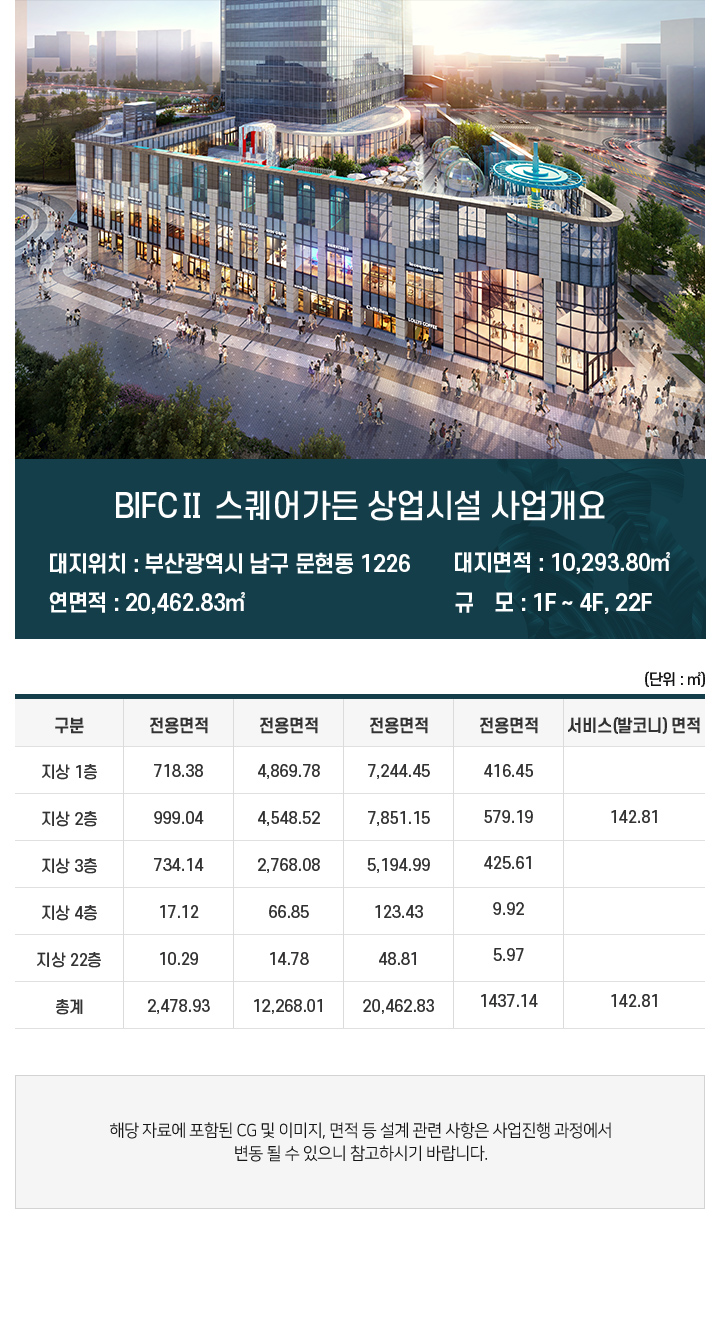 BIFCⅡ 스퀘어가든 상업시설 사업개요
대지위치 : 부산광역시 남구 문현동 1226 대지면적 : 10,293.80㎡
연면적 : 20,462.83㎡ 규 모 : 1F ~ 4F, 22F
(단위 : ㎡)
구분 전용면적 전용면적 전용면적 전용면적 서비스(발코니) 면적
지상 1층 718.38 4,869.78 7,244.45 416.45
지상 2층 999.04 4,548.52 7,851.15 579.19 142.81
지상 3층 734.14 2,768.08 5,194.99 425.61
지상 4층 17.12 66.85 123.43 9.92
지상 22층 10.29 14.78 48.81 5.97
총계 2,478.93 12,268.01 20,462.83 1437.14 142.81
해당 자료에 포함된 CG 및 이미지, 면적 등 설계 관련 사항은 사업진행 과정에서
변동 될 수 있으니 참고하시기 바랍니다.